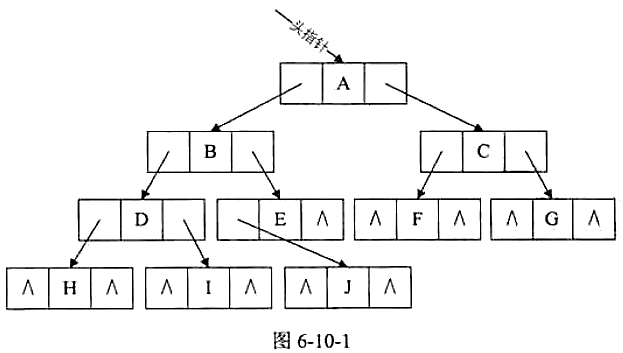 头指针
A
B C
D E ∧ ∧ F ∧ ∧ G ∧
∧ H ∧ ∧ I ∧ ∧ J ∧
图 6-10-1